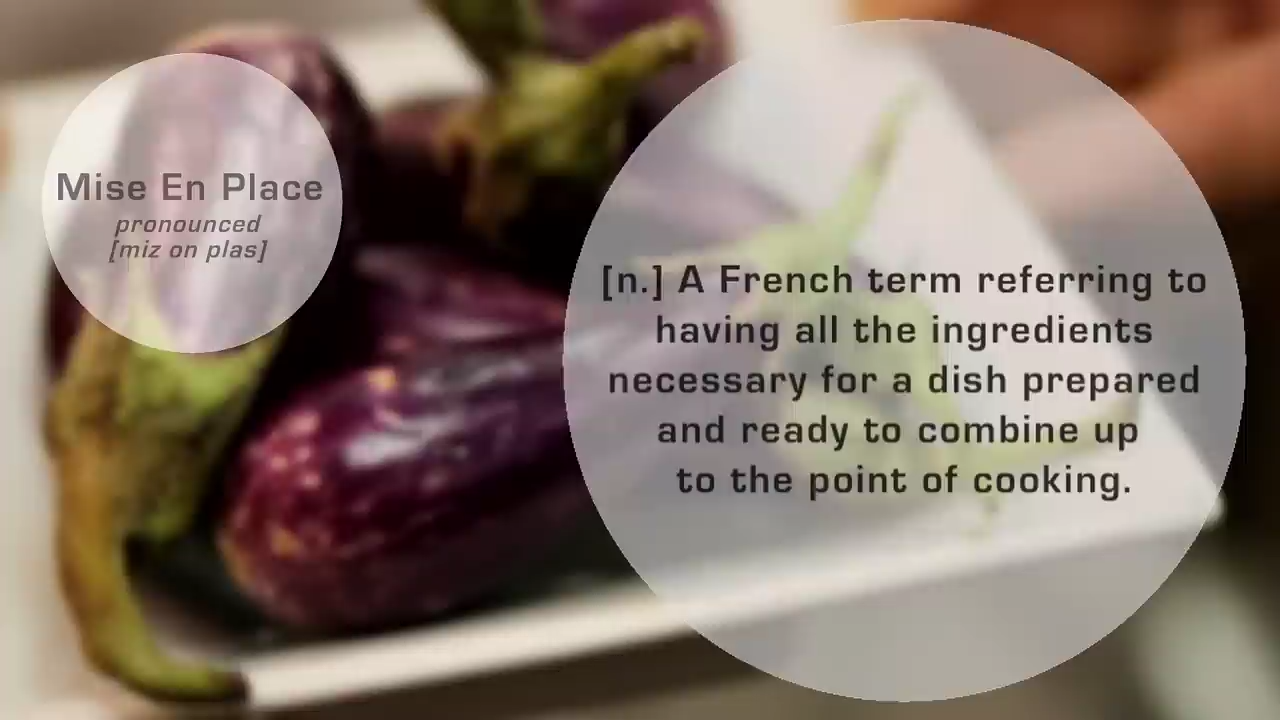 Mise En Place
pronounced
[miz on plas]
[n.] A French term referring to
having all the ingredients
necessary for a dish prepared
and ready to combine up
to the point of cooking.